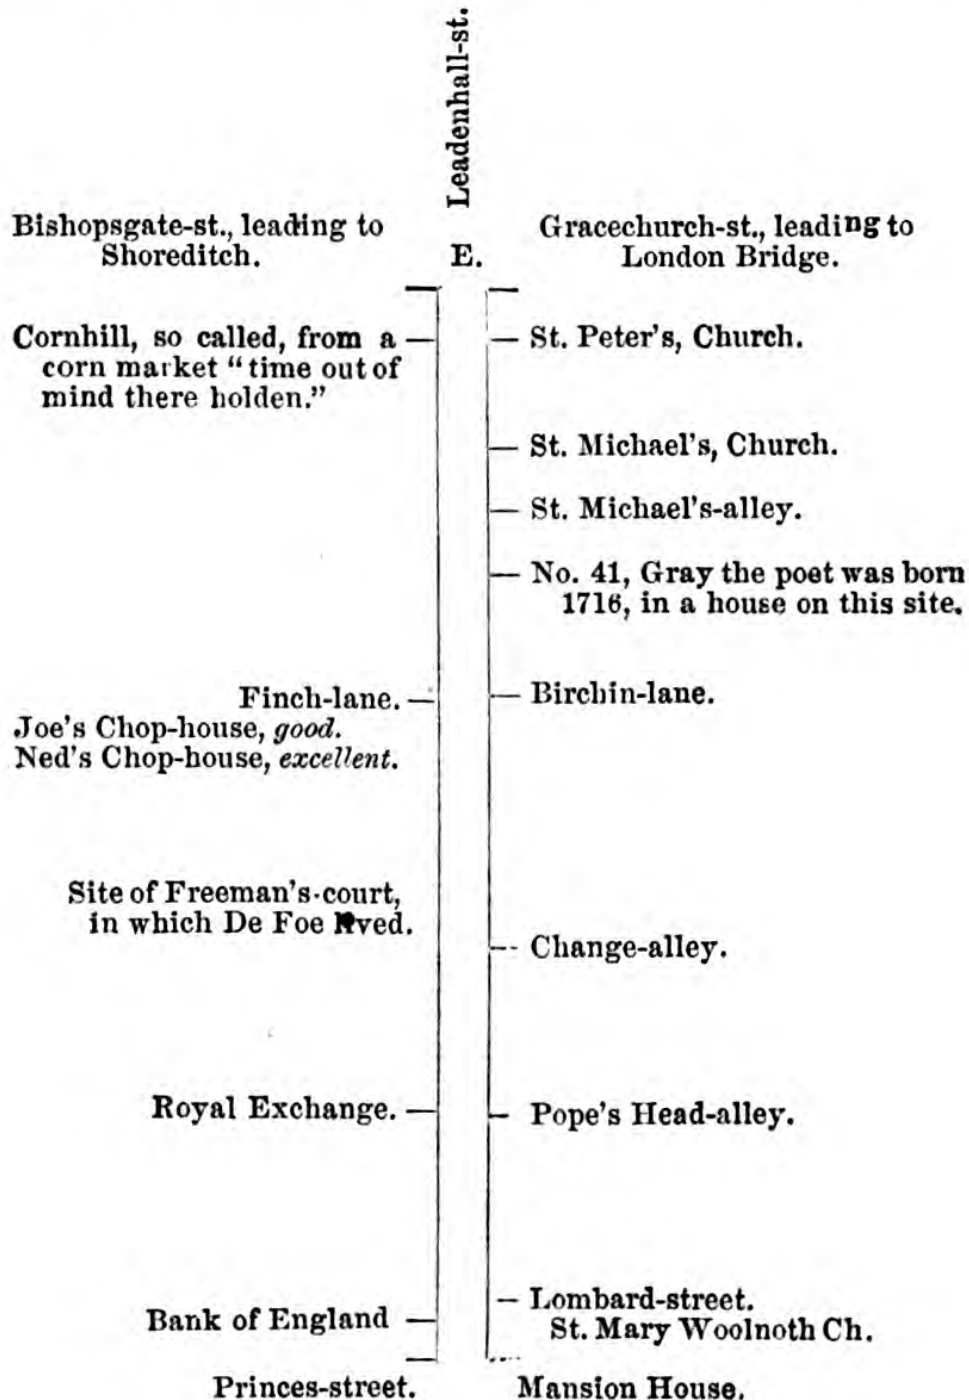 Leadenhall-st.
Bishopsgate-st., leading to
Shoreditch.
E.
Gracechurch-st., leading to
London Bridge.
Cornhill, so called, from a
corn market "time out of
mind there holden."
St. Peter's, Church.
St. Michael's, Church.
St. Michael's-alley.
No. 41, Gray the poet was born
1716, in a house on this site.
Finch-lane.
Joe's Chop-house, good.
Ned's Chop-house, excellent.
Birchin-lane.
Site of Freeman's-court,
in which De Foe lived.
Change-alley.
Royal Exchange.
Pope's Head-alley.
Bank of England
Lombard-street.
St. Mary Woolnoth Ch.
Princes-street.
Mansion House.